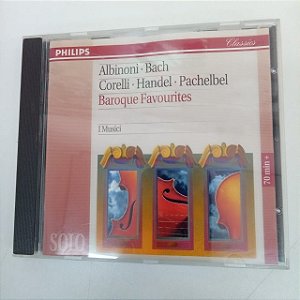 PHILIPS
Classics
Albinoni · Bach
Corelli · Handel · Pachelbel
Baroque Favourites
I Musici
70 min +
SOLO